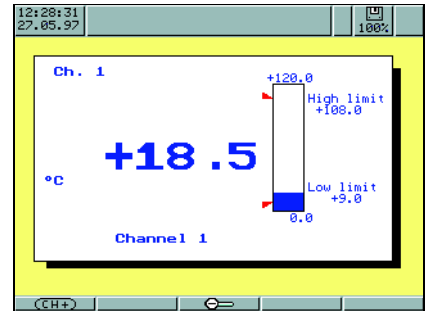 12:28:31
27.05.97
100%
Ch. 1
+120.0
High limit
+108.0
+18.5
°C
Low limit
+9.0
0.0
Channel 1
(CH+)